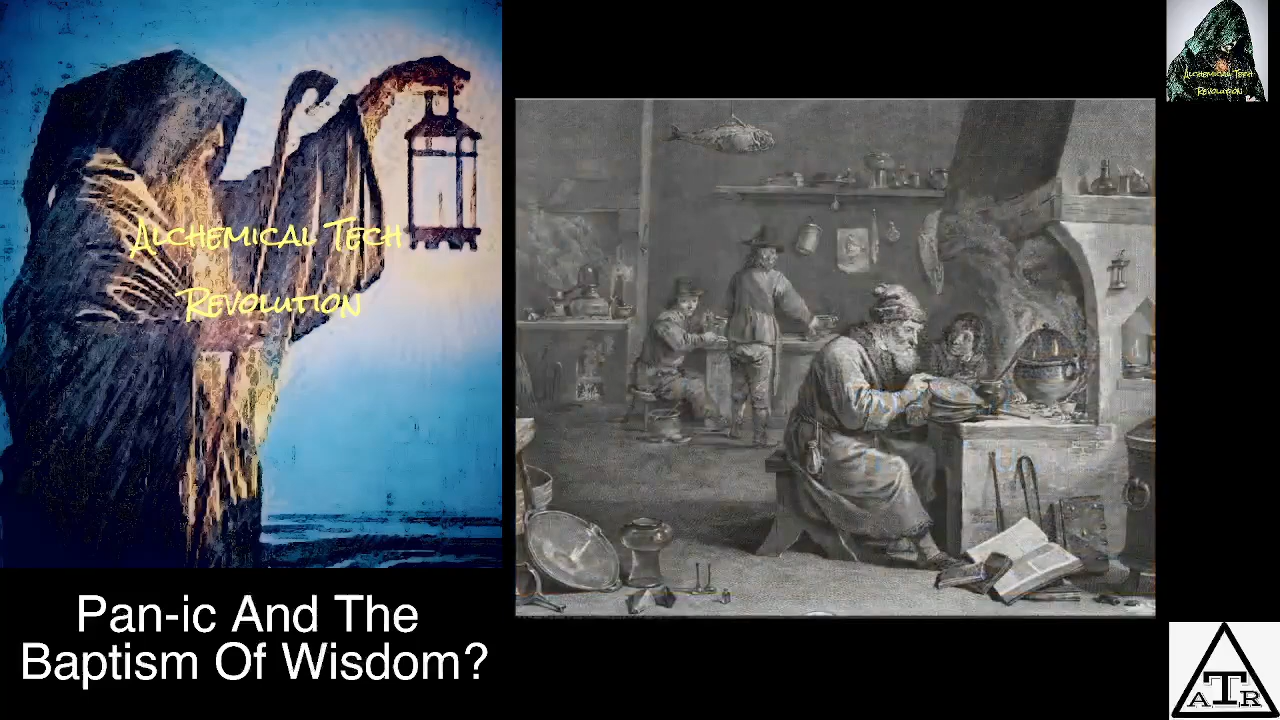 Alchemical Tech
Revolution
Pan-ic And The
Baptism Of Wisdom?
Alchemical Tech
Revolution
ATR